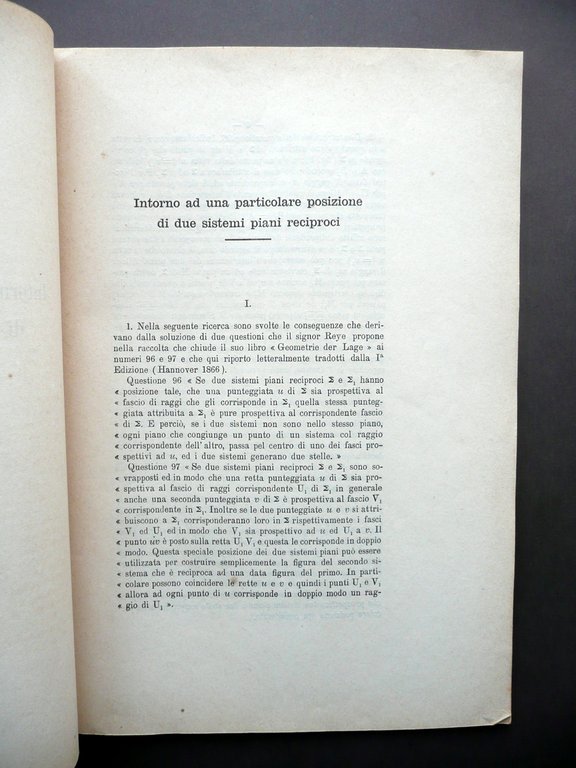 Intorno ad una particolare posizione
di due sistemi piani reciproci
I.
1. Nella seguente ricerca sono svolte le conseguenze che deri-
vano dalla soluzione di due questioni che il signor Reye propone
nella raccolta che chiude il suo libro « Geometrie der Lage » ai
numeri 96 e 97 e che qui riporto letteralmente tradotti dalla Iª
Edizione (Hannover 1866).
Questione 96 « Se due sistemi piani reciproci Σ e Σ₁ hanno
« posizione tale, che una punteggiata u di Σ sia prospettiva al
« fascio di raggi che gli corrisponde in Σ₁ quella stessa punteg-
« giata attribuita a Σ₁ è pure prospettiva al corrispondente fascio
« di Σ. E perciò, se i due sistemi non sono nello stesso piano,
« ogni piano che congiunge un punto di un sistema col raggio
« corrispondente dell'altro, passa pel centro di uno dei fasci pro-
« spettivi ad u, ed i due sistemi generano due stelle. »
Questione 97 « Se due sistemi piani reciproci Σ e Σ₁ sono so-
« vrapposti ed in modo che una retta punteggiata u di Σ sia pro-
« spettiva al fascio di raggi corrispondente U₁ di Σ₁ in generale
« anche una seconda punteggiata v di Σ è prospettiva al fascio V₁
« corrispondente in Σ₁. Inoltre se le due punteggiate u e v si attri-
« buiscono a Σ₁ corrisponderanno loro in Σ rispettivamente i fasci
« V₁ ed U₁ ed in modo che V₁ sia prospettivo ad u ed U₁ a v. Il
« punto uv è posto sulla retta U₁ V₁ e questa le corrisponde in doppio
« modo. Questa speciale posizione dei due sistemi piani può essere
« utilizzata per costruire semplicemente la figura del secondo si-
« stema che è reciproca ad una data figura del primo. In parti-
« colare possono coincidere le rette u e v e quindi i punti U₁ e V₁
« allora ad ogni punto di u corrisponde in doppio modo un rag-
« gio di U₁ ».